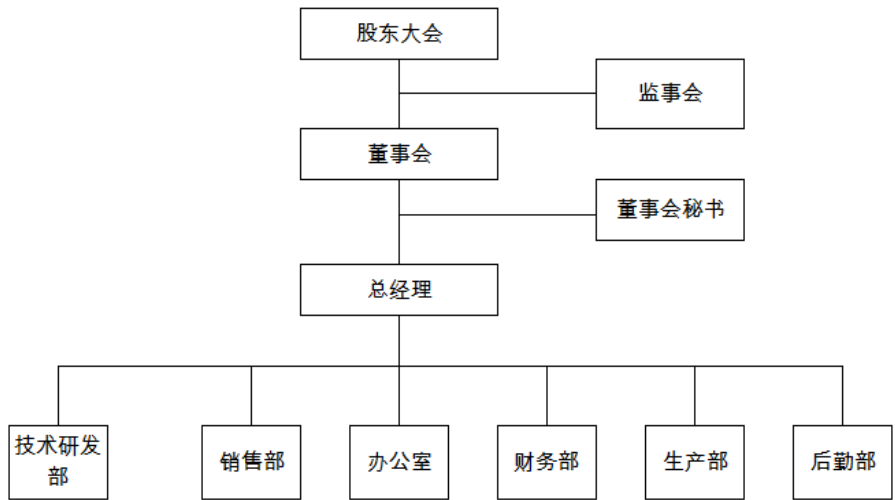 股东大会
监事会
董事会
董事会秘书
总经理
技术研发
部
销售部
办公室
财务部
生产部
后勤部